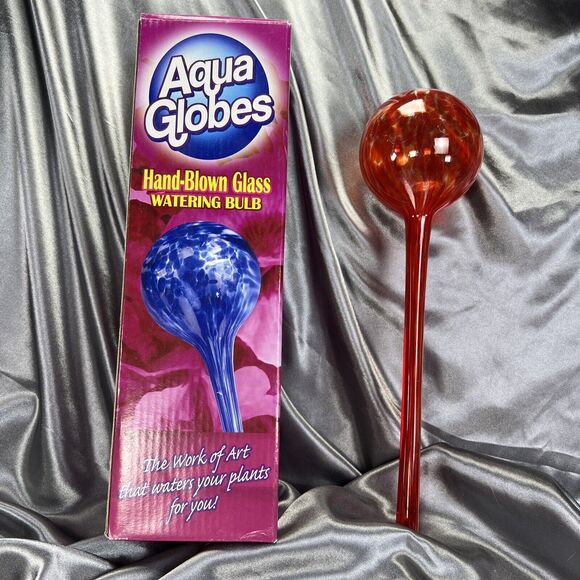 Aqua
Globes
Hand-Blown Glass
WATERING BULB
The Work of Art
that waters your plants
for you!